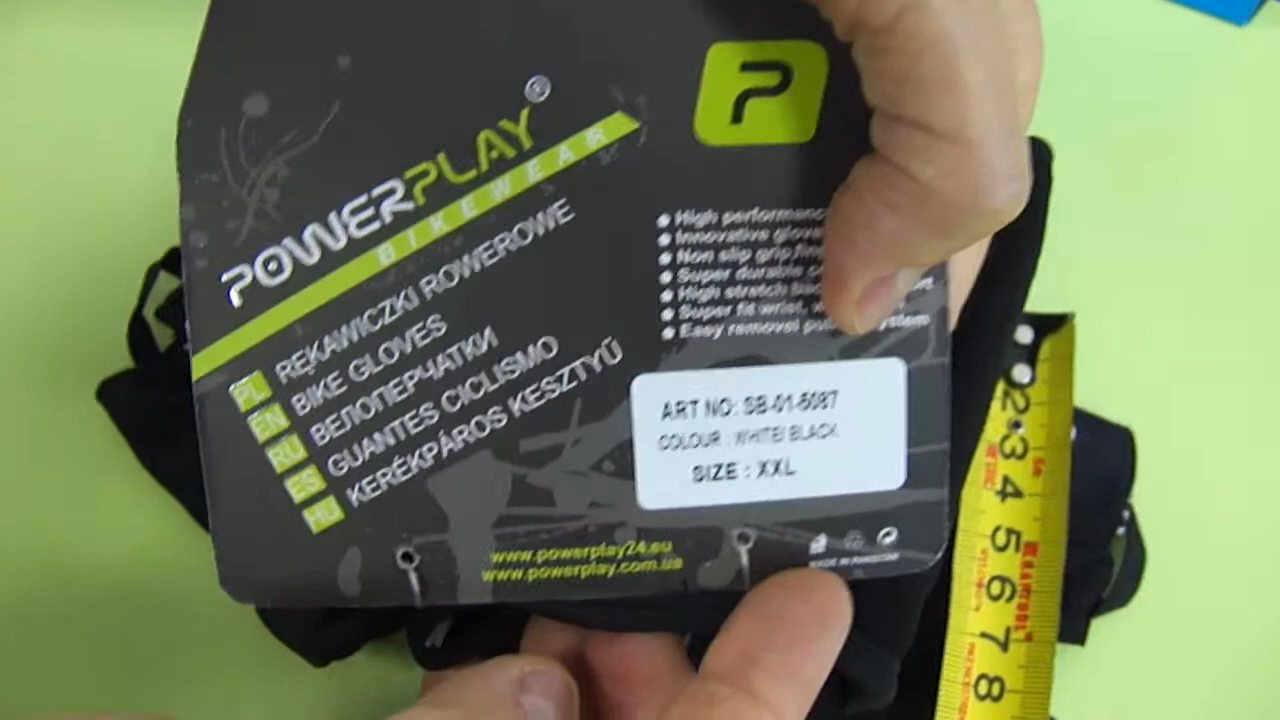 POWERPLAY®
BIKEWEAR
P
PL RĘKAWICZKI ROWEROWE
EN BIKE GLOVES
RU ВЕЛОПЕРЧАТКИ
ES GUANTES CICLISMO
HU KERÉKPÁROS KESZTYŰ
High performanc
Innovative glov
Non slip grip
Super durable
High stretch
Super fit wrist,
Easy removal
ART NO: SB-01-5087
COLOUR : WHITE/ BLACK
SIZE : XXL
www.powerplay24.eu
www.powerplay.com.ua
2
3
4
5
6
7
8